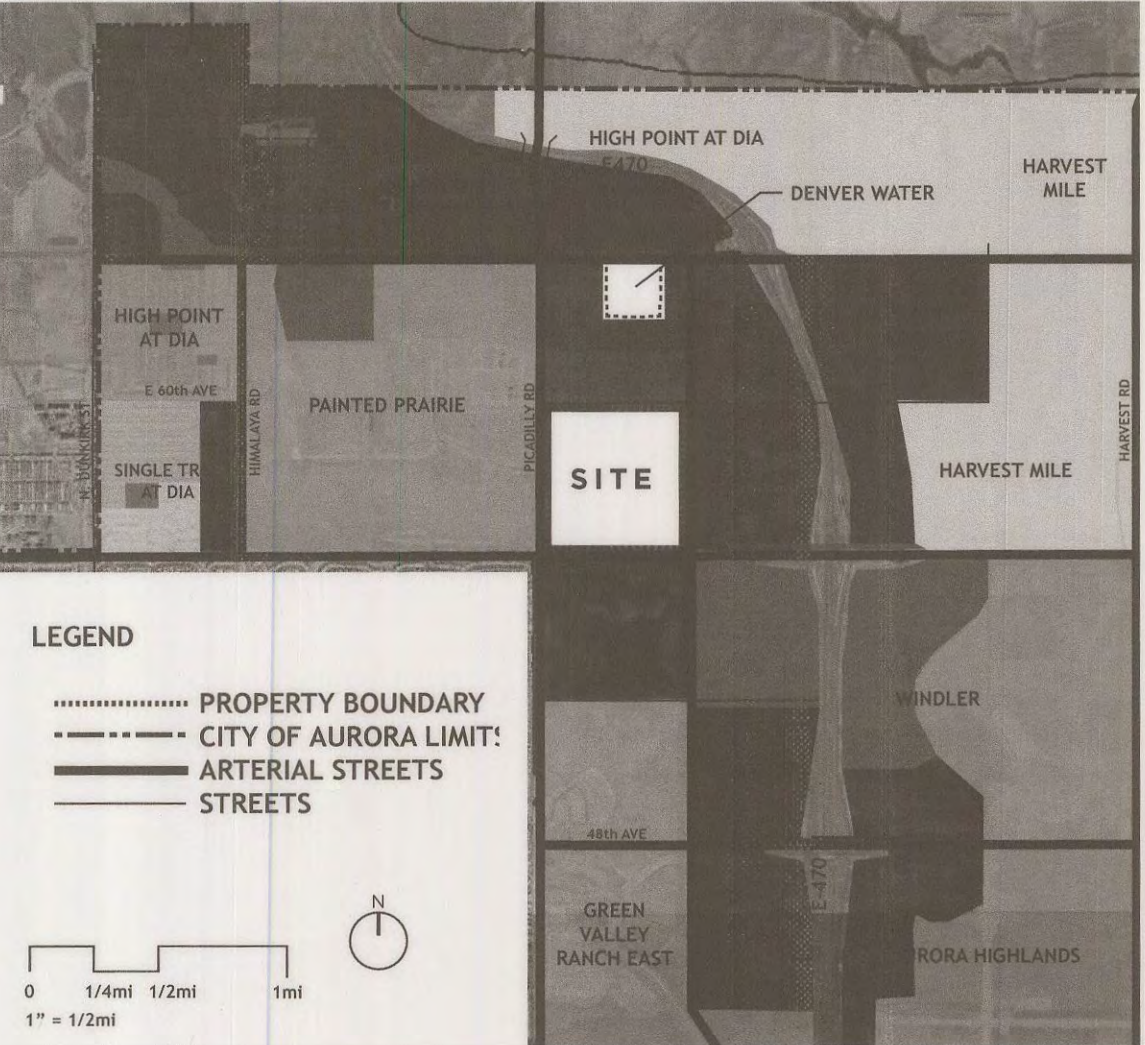 HIGH POINT AT DIA
E470
HARVEST
MILE
DENVER WATER
HIGH POINT
AT DIA
E 60th AVE
N. DUNKIRK ST
HIMALAYA RD
PAINTED PRAIRIE
PICADILLY RD
SINGLE TR
AT DIA
SITE
HARVEST MILE
HARVEST RD
LEGEND
PROPERTY BOUNDARY
CITY OF AURORA LIMITS
ARTERIAL STREETS
STREETS
WINDLER
48th AVE
E-470
GREEN
VALLEY
RANCH EAST
RORA HIGHLANDS
N
0 1/4mi 1/2mi 1mi
1" = 1/2mi